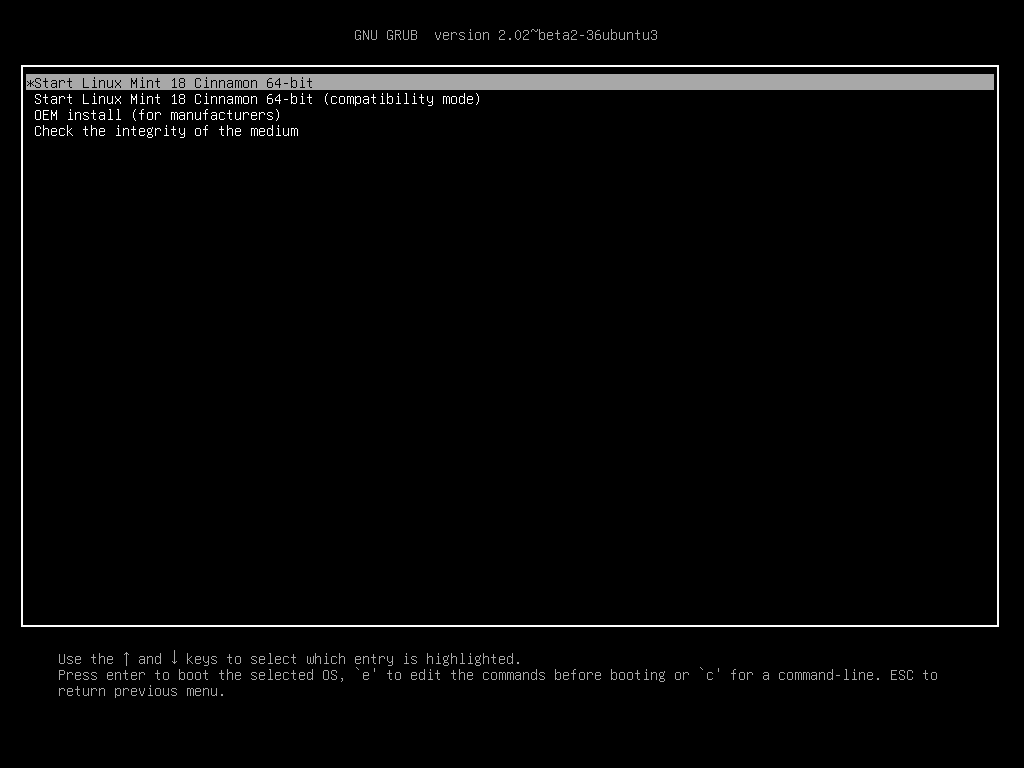 GNU GRUB  version 2.02~beta2-36ubuntu3
*Start Linux Mint 18 Cinnamon 64-bit
Start Linux Mint 18 Cinnamon 64-bit (compatibility mode)
OEM install (for manufacturers)
Check the integrity of the medium
Use the ↑ and ↓ keys to select which entry is highlighted.
Press enter to boot the selected OS, `e' to edit the commands before booting or `c' for a command-line. ESC to
return previous menu.